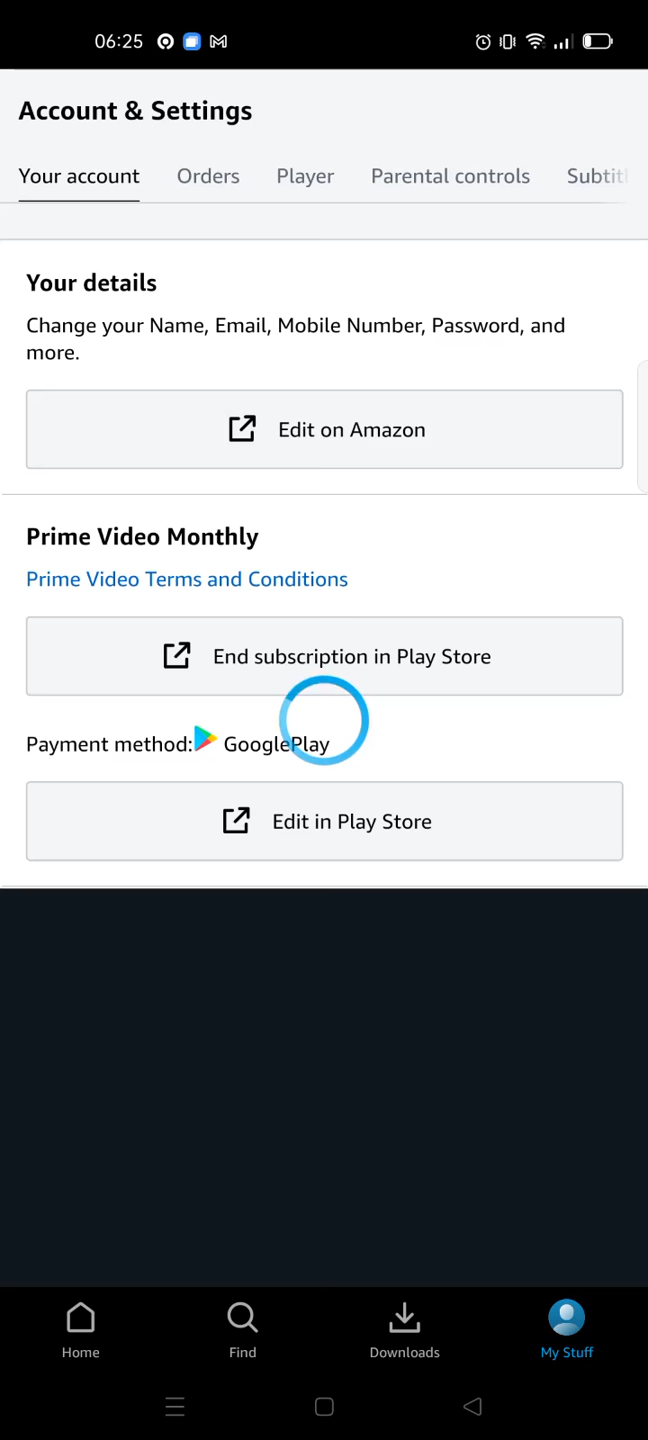 06:25
Account & Settings
Your account Orders Player Parental controls Subtitl
Your details
Change your Name, Email, Mobile Number, Password, and
more.
Edit on Amazon
Prime Video Monthly
Prime Video Terms and Conditions
End subscription in Play Store
Payment method: GooglePlay
Edit in Play Store
Home Find Downloads My Stuff